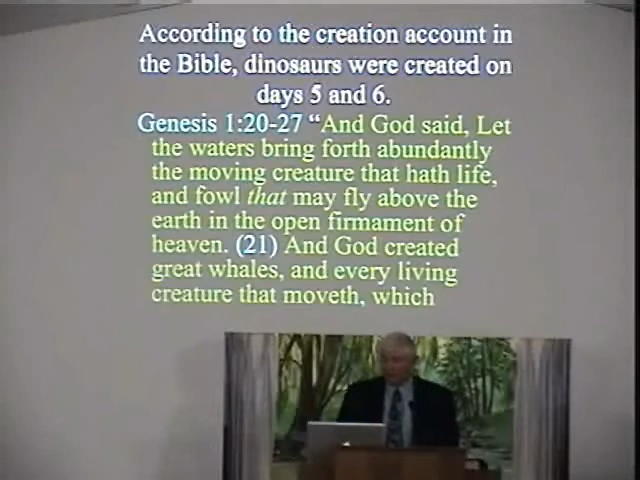 According to the creation account in
the Bible, dinosaurs were created on
days 5 and 6.
Genesis 1:20-27 “And God said, Let
the waters bring forth abundantly
the moving creature that hath life,
and fowl that may fly above the
earth in the open firmament of
heaven. (21) And God created
great whales, and every living
creature that moveth, which